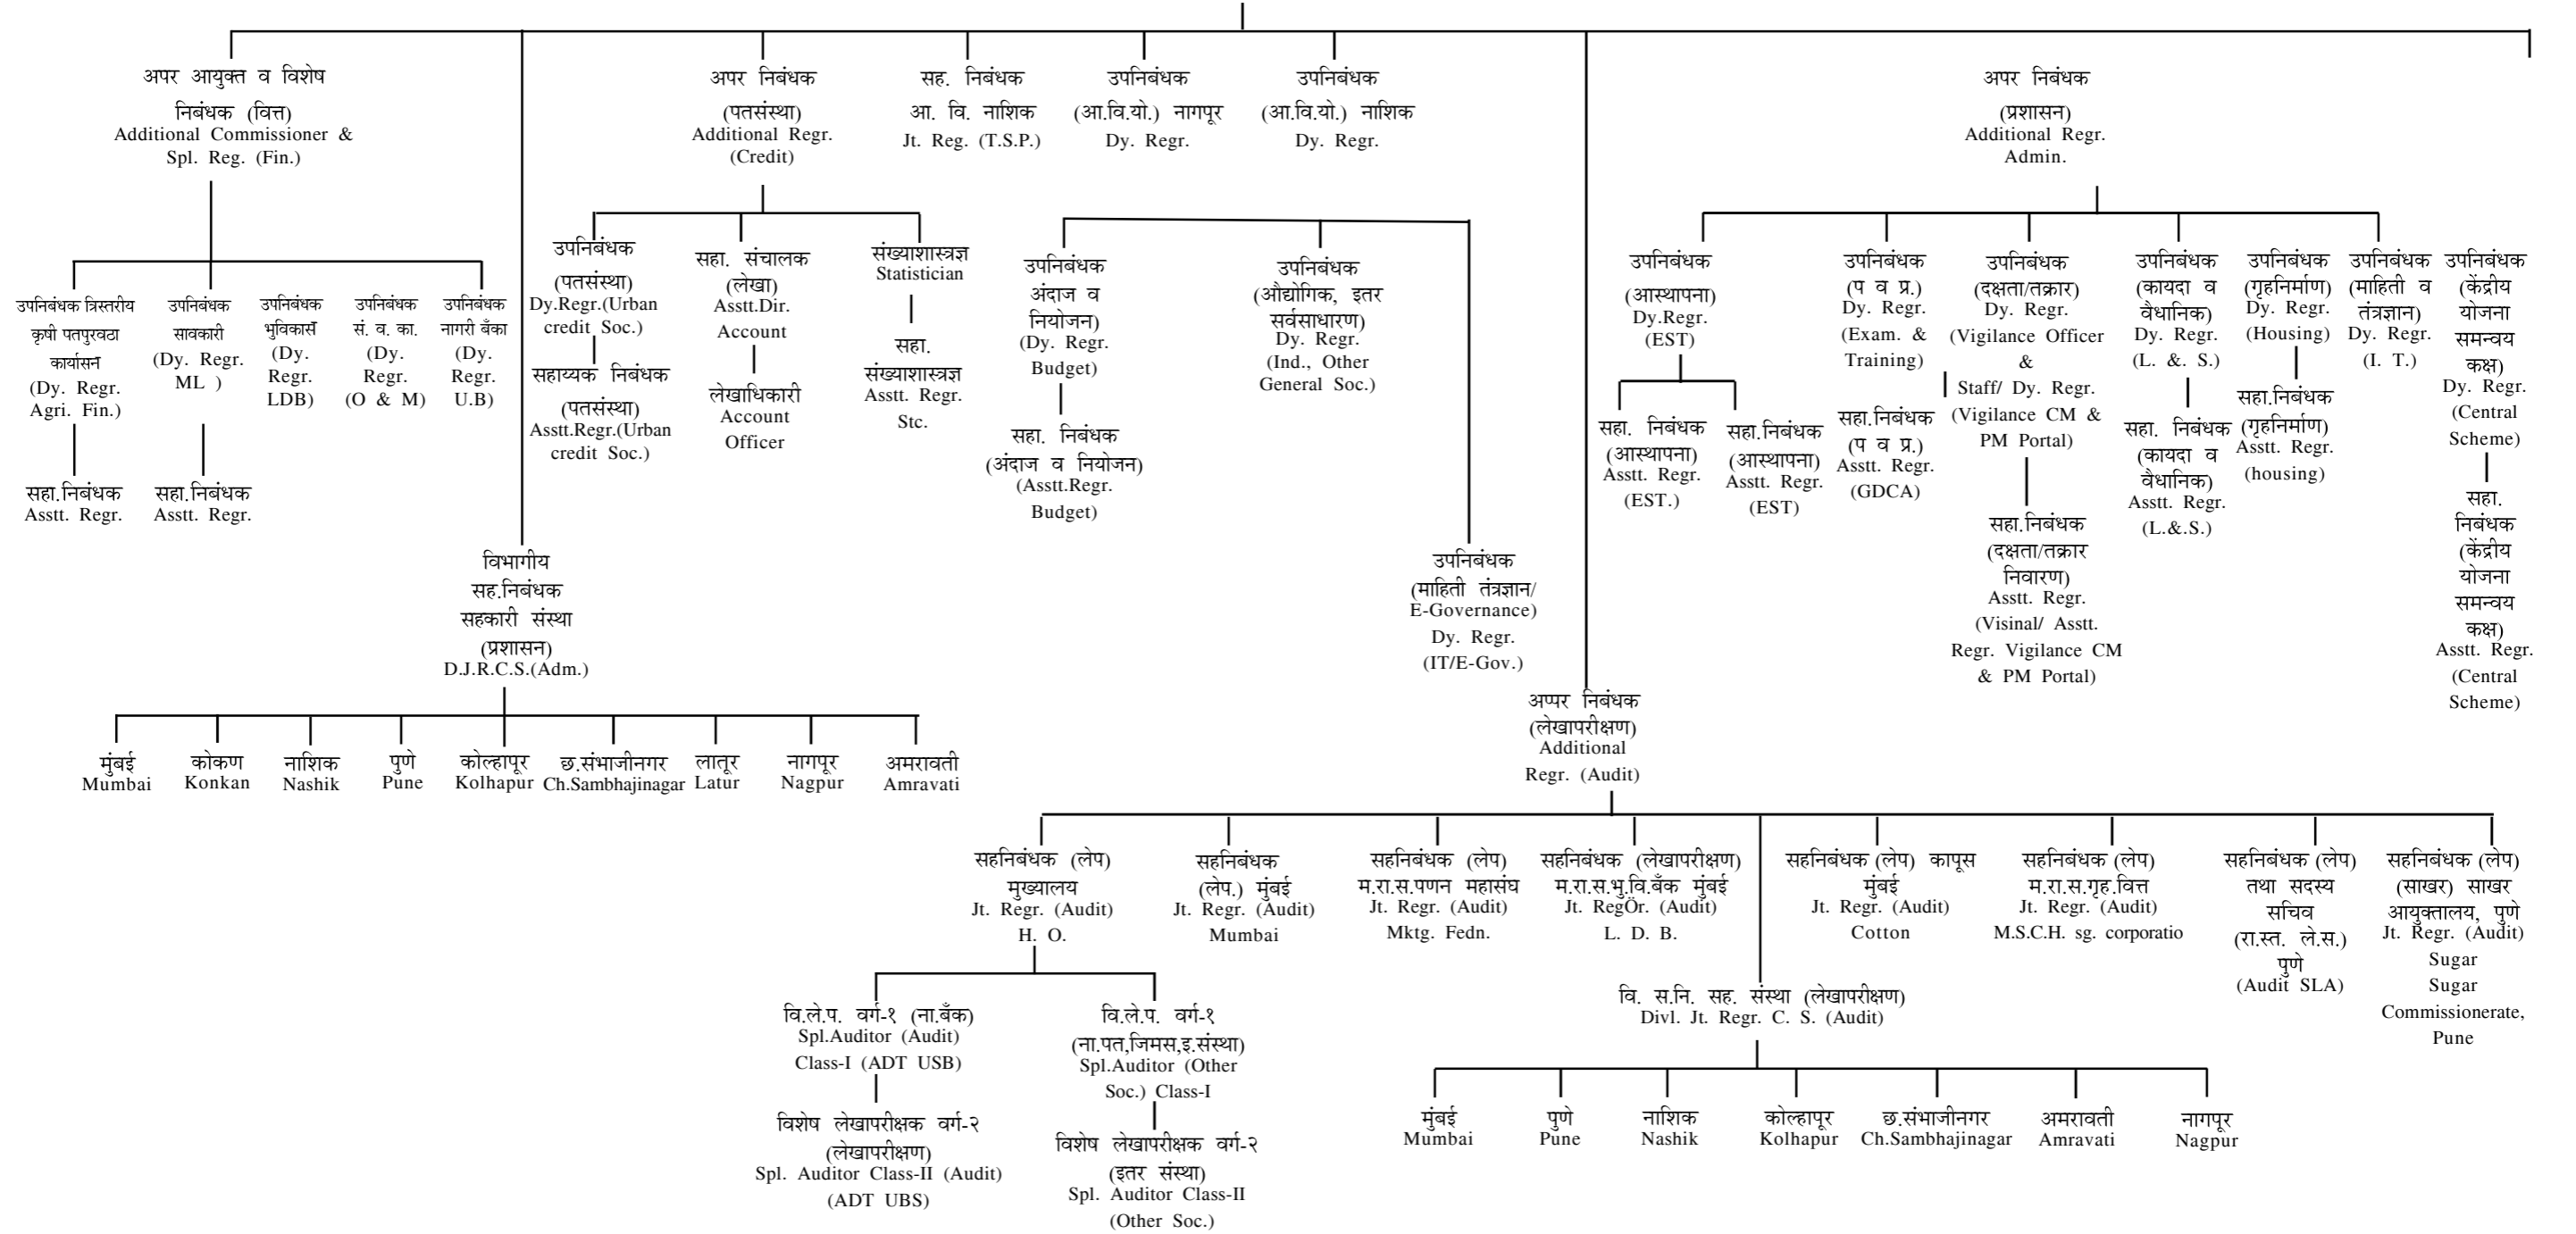 अपर आयुक्त व विशेष
निबंधक (वित्त)
Additional Commissioner &
Spl. Reg. (Fin.)
अपर निबंधक
(पतसंस्था)
Additional Regr.
(Credit)
सह. निबंधक
आ. वि. नाशिक
Jt. Reg. (T.S.P.)
उपनिबंधक
(आ.वि.यो.) नागपूर
Dy. Regr.
उपनिबंधक
(आ.वि.यो.) नाशिक
Dy. Regr.
अपर निबंधक
(प्रशासन)
Additional Regr.
Admin.
उपनिबंधक त्रिस्तरीय
कृषी पतपुरवठा
कार्यासन
(Dy. Regr.
Agri. Fin.)
सहा.निबंधक
Asstt. Regr.
उपनिबंधक
सावकारी
(Dy. Regr.
ML )
सहा.निबंधक
Asstt. Regr.
उपनिबंधक
भुविकासँ
(Dy.
Regr.
LDB)
उपनिबंधक
सं. व. का.
(Dy.
Regr.
(O & M)
उपनिबंधक
नागरी बँका
(Dy.
Regr.
U.B)
उपनिबंधक
(पतसंस्था)
Dy.Regr.(Urban
credit Soc.)
सहाय्यक निबंधक
(पतसंस्था)
Asstt.Regr.(Urban
credit Soc.)
सहा. संचालक
(लेखा)
Asstt.Dir.
Account
लेखाधिकारी
Account
Officer
संख्याशास्त्रज्ञ
Statistician
सहा.
संख्याशास्त्रज्ञ
Asstt. Regr.
Stc.
उपनिबंधक
अंदाज व
नियोजन)
(Dy. Regr.
Budget)
सहा. निबंधक
(अंदाज व नियोजन)
(Asstt.Regr.
Budget)
उपनिबंधक
(औद्योगिक, इतर
सर्वसाधारण)
Dy. Regr.
(Ind., Other
General Soc.)
उपनिबंधक
(माहिती तंत्रज्ञान/
E-Governance)
Dy. Regr.
(IT/E-Gov.)
उपनिबंधक
(आस्थापना)
Dy.Regr.
(EST)
सहा. निबंधक
(आस्थापना)
Asstt. Regr.
(EST.)
सहा.निबंधक
(आस्थापना)
Asstt. Regr.
(EST)
उपनिबंधक
(प व प्र.)
Dy. Regr.
(Exam. &
Training)
सहा.निबंधक
(प व प्र.)
Asstt. Regr.
(GDCA)
उपनिबंधक
(दक्षता/तक्रार)
Dy. Regr.
(Vigilance Officer
&
Staff/ Dy. Regr.
(Vigilance CM &
PM Portal)
सहा.निबंधक
(दक्षता/तक्रार
निवारण)
Asstt. Regr.
(Visinal/ Asstt.
Regr. Vigilance CM
& PM Portal)
उपनिबंधक
(कायदा व
वैधानिक)
Dy. Regr.
(L. &. S.)
सहा. निबंधक
(कायदा व
वैधानिक)
Asstt. Regr.
(L.&.S.)
उपनिबंधक
(गृहनिर्माण)
Dy. Regr.
(Housing)
सहा.निबंधक
(गृहनिर्माण)
Asstt. Regr.
(housing)
उपनिबंधक
(माहिती व
तंत्रज्ञान)
Dy. Regr.
(I. T.)
उपनिबंधक
(केंद्रीय
योजना
समन्वय
कक्ष)
Dy. Regr.
(Central
Scheme)
सहा.
निबंधक
(केंद्रीय
योजना
समन्वय
कक्ष)
Asstt. Regr.
(Central
Scheme)
विभागीय
सह.निबंधक
सहकारी संस्था
(प्रशासन)
D.J.R.C.S.(Adm.)
मुंबई
Mumbai
कोकण
Konkan
नाशिक
Nashik
पुणे
Pune
कोल्हापूर
Kolhapur
छ.संभाजीनगर
Ch.Sambhajinagar
लातूर
Latur
नागपूर
Nagpur
अमरावती
Amravati
अप्पर निबंधक
(लेखापरीक्षण)
Additional
Regr. (Audit)
सहनिबंधक (लेप)
मुख्यालय
Jt. Regr. (Audit)
H. O.
सहनिबंधक
(लेप.) मुंबई
Jt. Regr. (Audit)
Mumbai
सहनिबंधक (लेप)
म.रा.स.पणन महासंघ
Jt. Regr. (Audit)
Mktg. Fedn.
सहनिबंधक (लेखापरीक्षण)
म.रा.स.भु.वि.बँक मुंबई
Jt. RegÖr. (Audit)
L. D. B.
सहनिबंधक (लेप) कापूस
मुंबई
Jt. Regr. (Audit)
Cotton
सहनिबंधक (लेप)
म.रा.स.गृह.वित्त
Jt. Regr. (Audit)
M.S.C.H. sg. corporatio
सहनिबंधक (लेप)
तथा सदस्य
सचिव
(रा.स्त. ले.स.)
पुणे
(Audit SLA)
सहनिबंधक (लेप)
(साखर) साखर
आयुक्तालय, पुणे
Jt. Regr. (Audit)
Sugar
Sugar
Commissionerate,
Pune
वि.ले.प. वर्ग-१ (ना.बँक)
Spl.Auditor (Audit)
Class-I (ADT USB)
विशेष लेखापरीक्षक वर्ग-२
(लेखापरीक्षण)
Spl. Auditor Class-II (Audit)
(ADT UBS)
वि.ले.प. वर्ग-१
(ना.पत,जिमस,इ.संस्था)
Spl.Auditor (Other
Soc.) Class-I
विशेष लेखापरीक्षक वर्ग-२
(इतर संस्था)
Spl. Auditor Class-II
(Other Soc.)
वि. स.नि. सह. संस्था (लेखापरीक्षण)
Divl. Jt. Regr. C. S. (Audit)
मुंबई
Mumbai
पुणे
Pune
नाशिक
Nashik
कोल्हापूर
Kolhapur
छ.संभाजीनगर
Ch.Sambhajinagar
अमरावती
Amravati
नागपूर
Nagpur